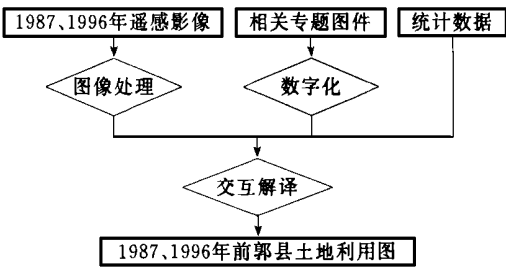 1987、1996年遥感影像
相关专题图件
统计数据
图像处理
数字化
交互解译
1987、1996年前郭县土地利用图